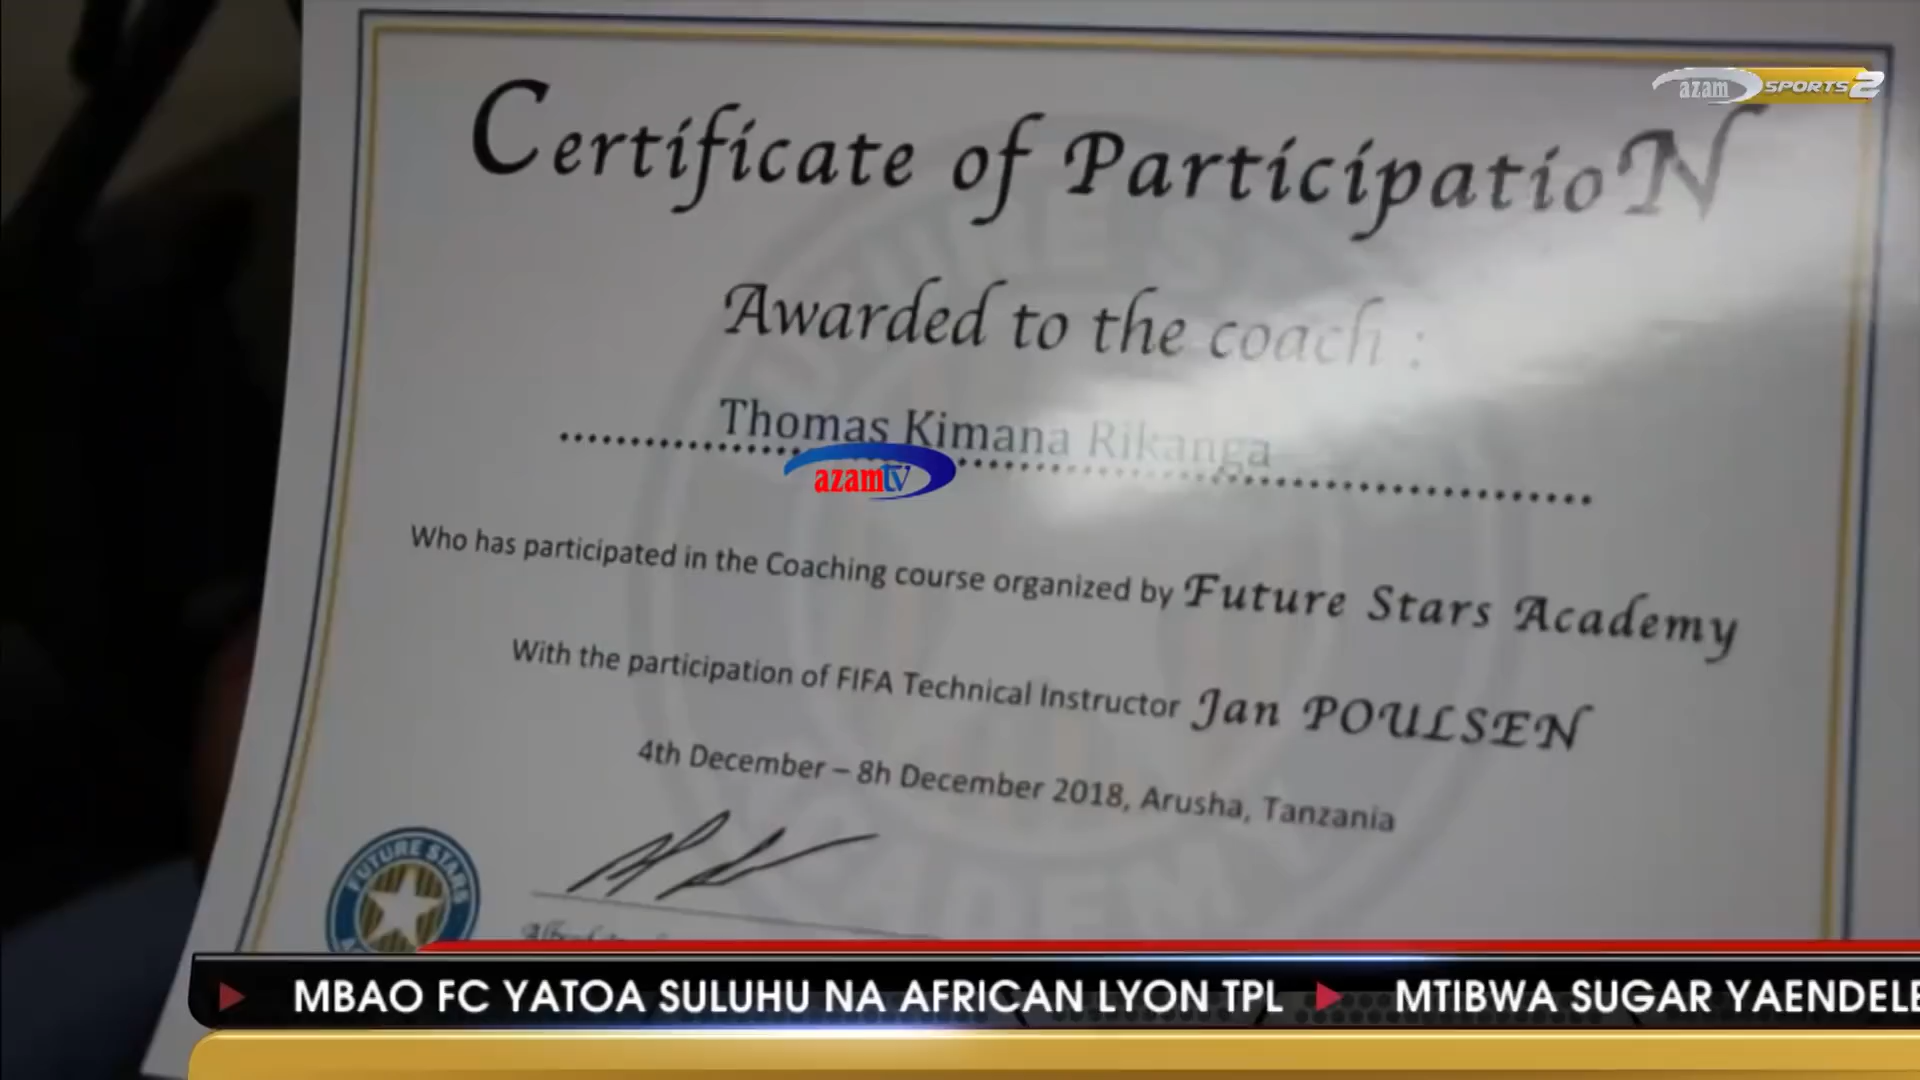 azam SPORTS 2
Certificate of ParticipatioN
Awarded to the coach :
Thomas Kimana Rikanga
azamtv
Who has participated in the Coaching course organized by Future Stars Academy
With the participation of FIFA Technical Instructor Jan POULSEN
4th December – 8h December 2018, Arusha, Tanzania
FUTURE STARS
MBAO FC YATOA SULUHU NA AFRICAN LYON TPL
MTIBWA SUGAR YAENDELE